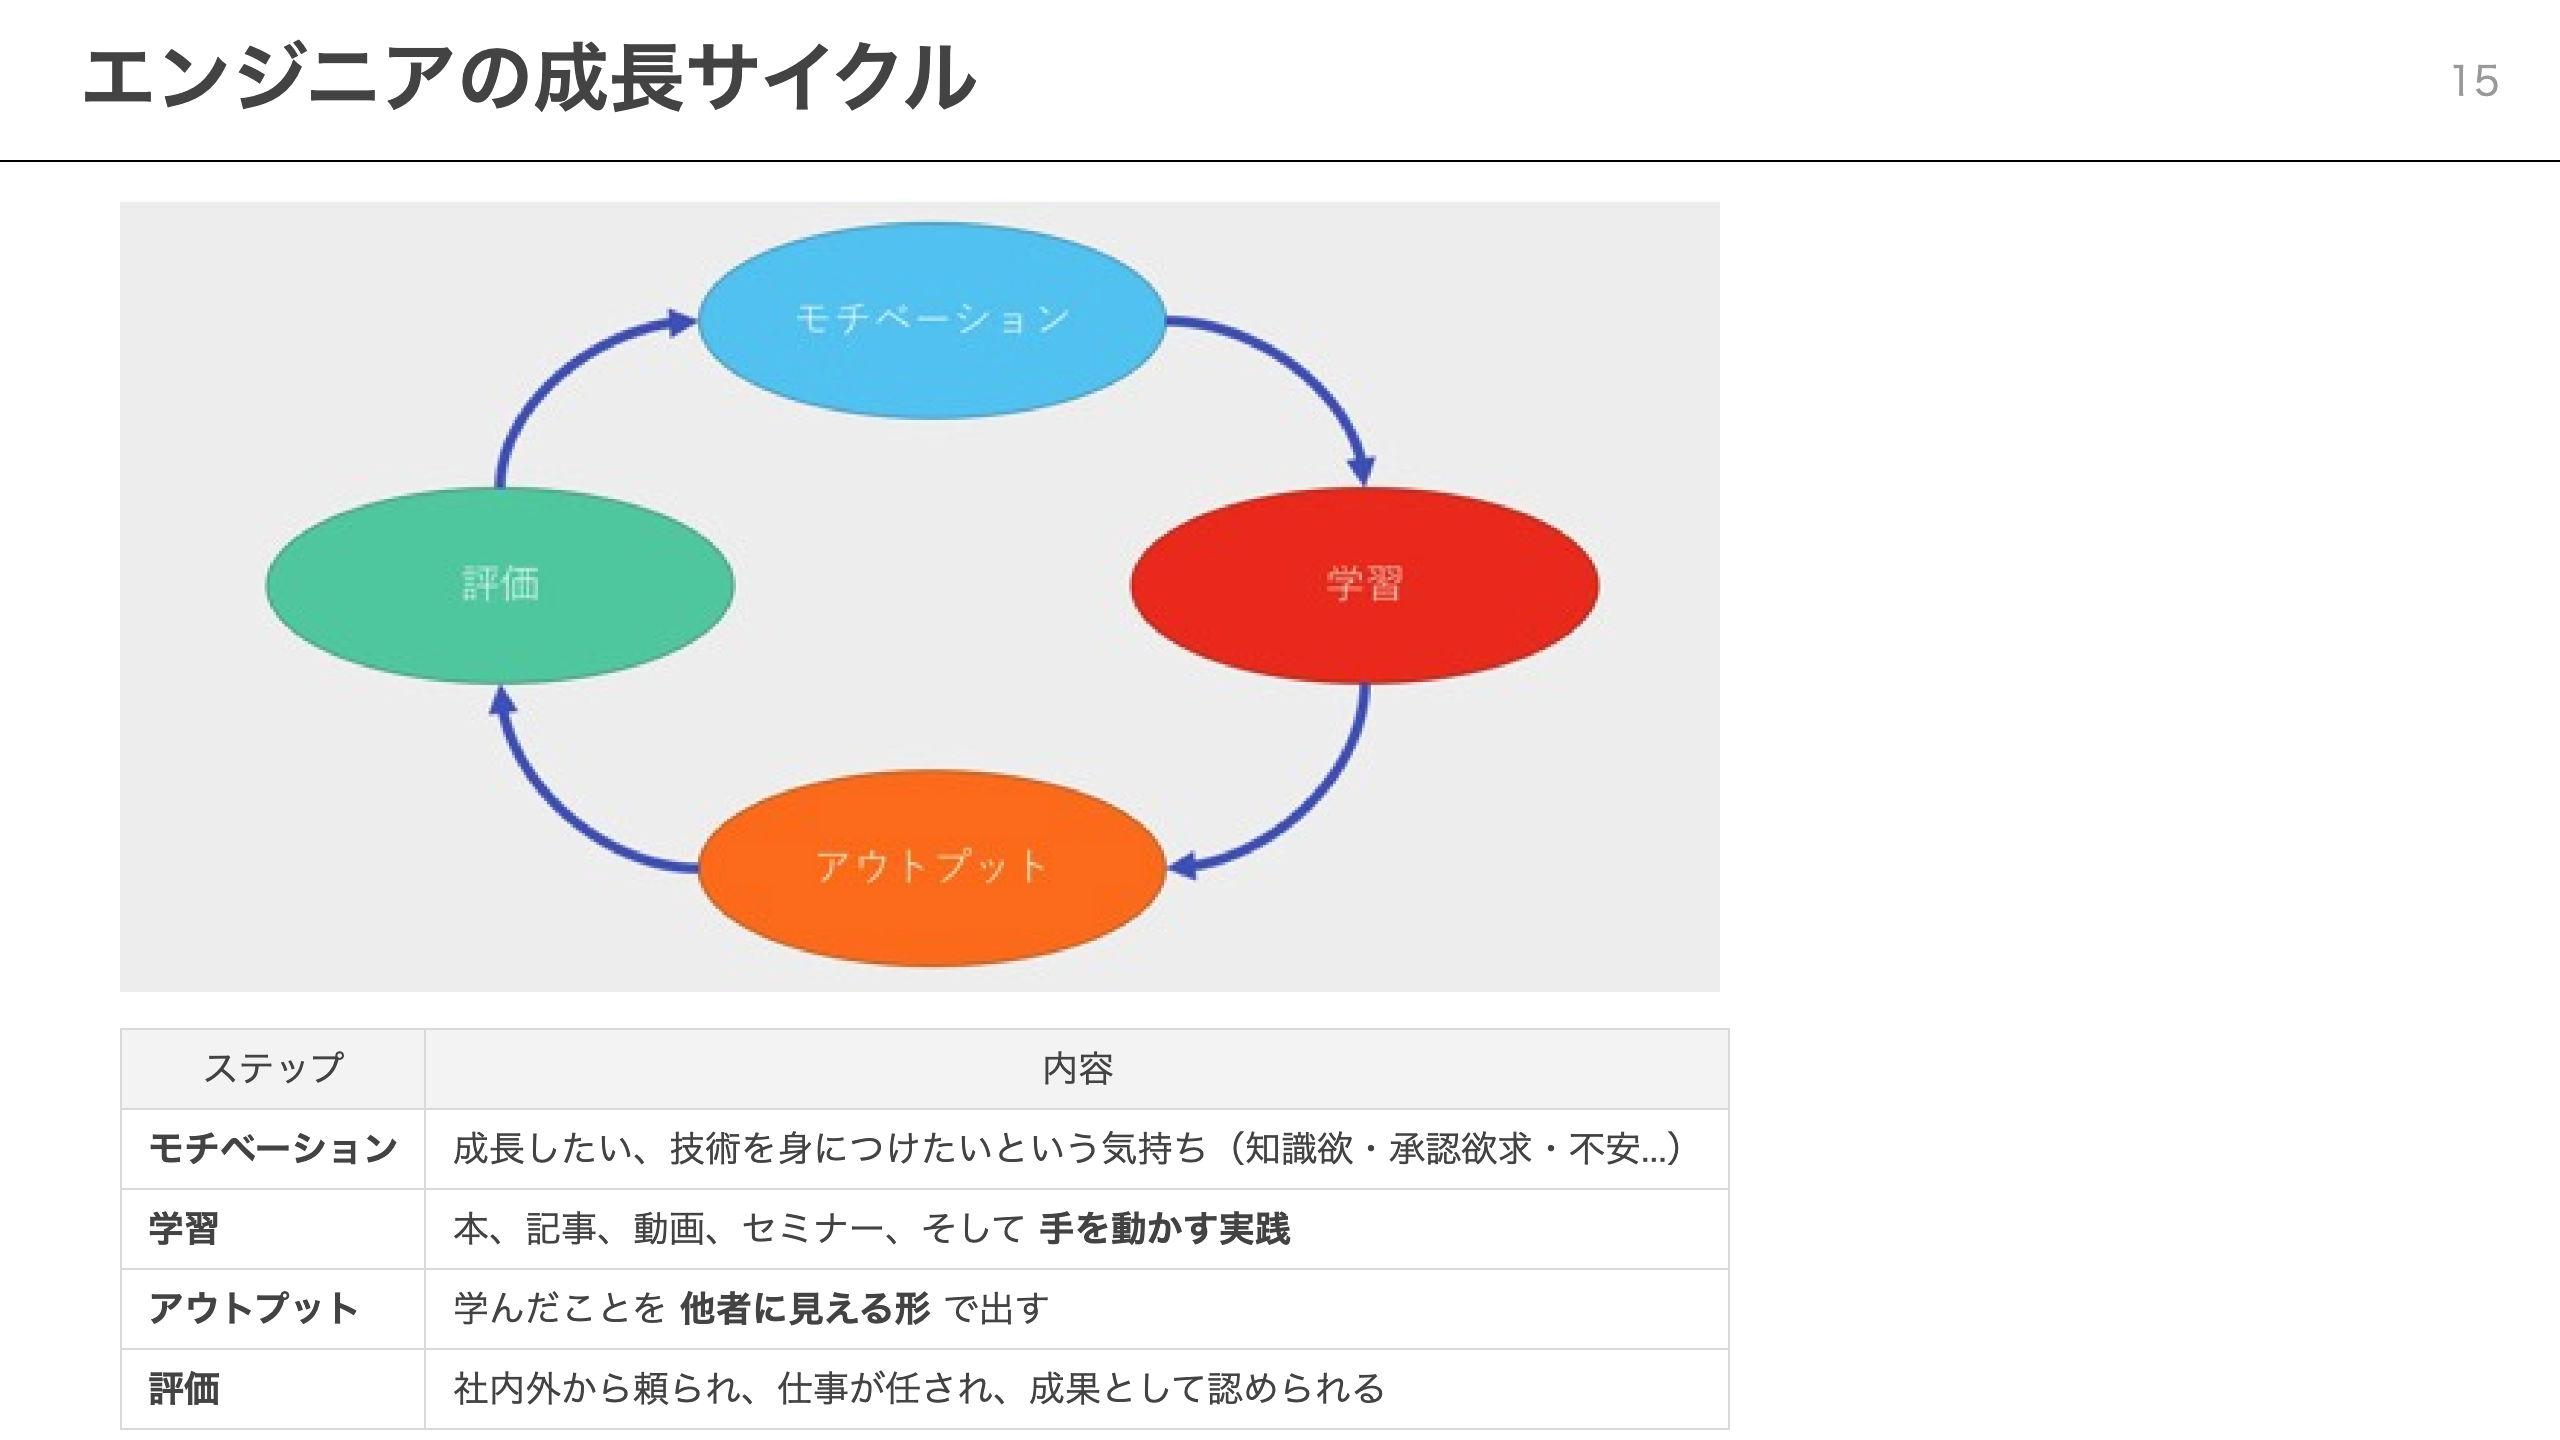 エンジニアの成長サイクル
15
モチベーション
評価
学習
アウトプット
ステップ 内容
モチベーション 成長したい、技術を身につけたいという気持ち（知識欲・承認欲求・不安...）
学習 本、記事、動画、セミナー、そして 手を動かす実践
アウトプット 学んだことを 他者に見える形 で出す
評価 社内外から頼られ、仕事が任され、成果として認められる